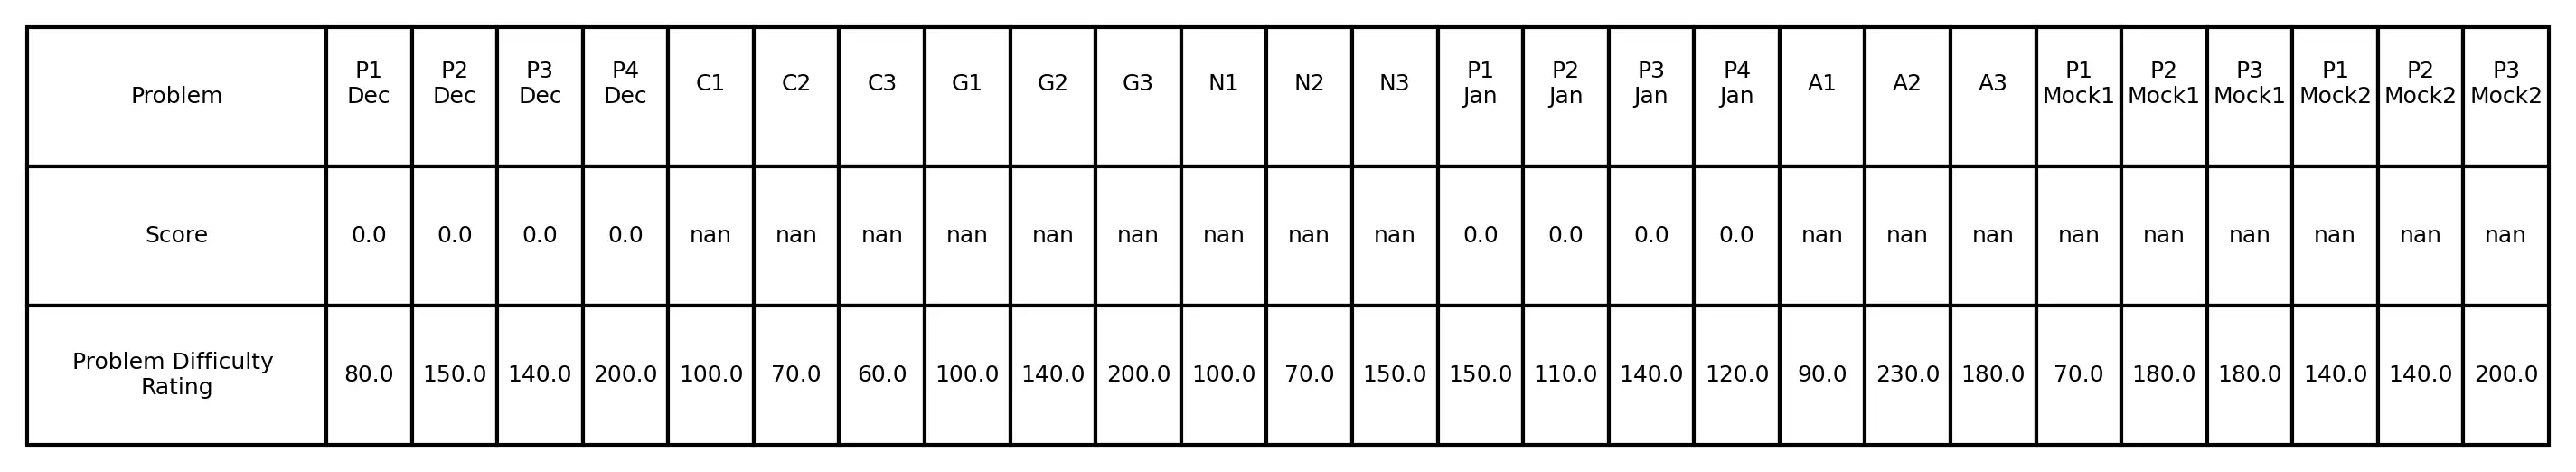 Problem P1 Dec P2 Dec P3 Dec P4 Dec C1 C2 C3 G1 G2 G3 N1 N2 N3 P1 Jan P2 Jan P3 Jan P4 Jan A1 A2 A3 P1 Mock1 P2 Mock1 P3 Mock1 P1 Mock2 P2 Mock2 P3 Mock2
Score 0.0 0.0 0.0 0.0 nan nan nan nan nan nan nan nan nan 0.0 0.0 0.0 0.0 nan nan nan nan nan nan nan nan nan
Problem Difficulty Rating 80.0 150.0 140.0 200.0 100.0 70.0 60.0 100.0 140.0 200.0 100.0 70.0 150.0 150.0 110.0 140.0 120.0 90.0 230.0 180.0 70.0 180.0 180.0 140.0 140.0 200.0